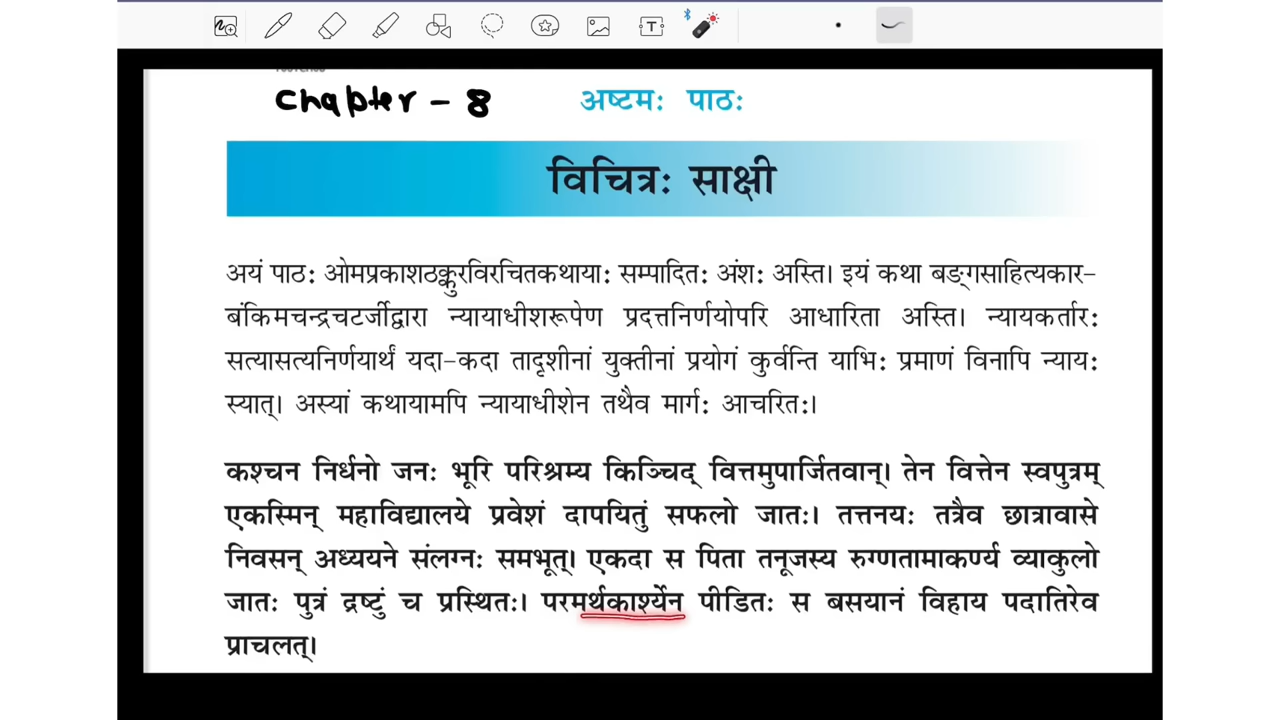 Chapter - 8 अष्टमः पाठः
विचित्रः साक्षी
अयं पाठः ओमप्रकाशठक्कुरविरचितकथायाः सम्पादितः अंशः अस्ति। इयं कथा बङ्गसाहित्यकार-
बांकिमचन्द्रचटर्जीद्वारा न्यायाधीशरूपेण प्रदत्तनिर्णयोपरि आधारिता अस्ति। न्यायकर्तारः
सत्यासत्यनिर्णयार्थं यदा-कदा तादृशीनां युक्तीनां प्रयोगं कुर्वन्ति याभिः प्रमाणं विनापि न्यायः
स्यात्। अस्यां कथायामपि न्यायाधीशेन तथैव मार्गः आचरितः।
कश्चन निर्धनो जनः भूरि परिश्रम्य किञ्चिद् वित्तमुपार्जितवान्। तेन वित्तेन स्वपुत्रम्
एकस्मिन् महाविद्यालये प्रवेशं दापयितुं सफलो जातः। तत्तनयः तत्रैव छात्रावासे
निवसन् अध्ययने संलग्नः समभूत्। एकदा स पिता तनूजस्य रुग्णतामाकर्ण्य व्याकुलो
जातः पुत्रं द्रष्टुं च प्रस्थितः। परमर्थकार्श्येन पीडितः स बसयानं विहाय पदातिरेव
प्राचलत्।